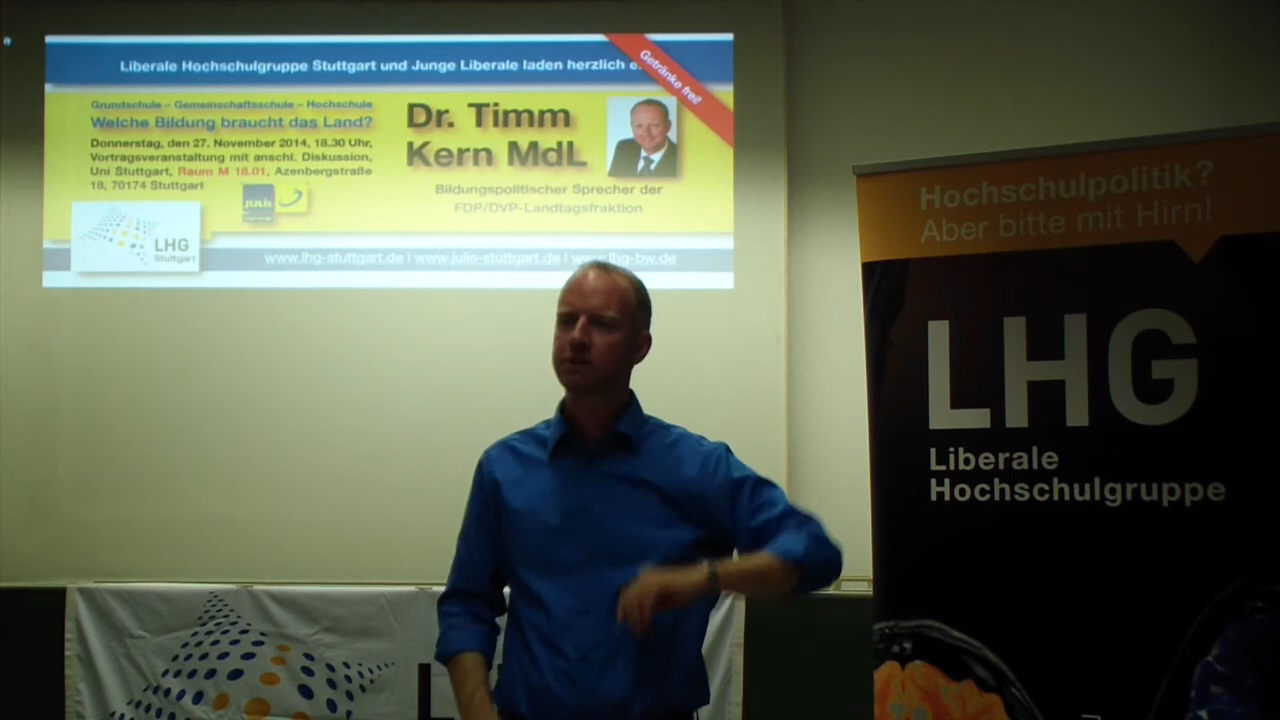 Liberale Hochschulgruppe Stuttgart und Junge Liberale laden herzlich
Getränke frei!
Grundschule – Gemeinschaftsschule – Hochschule
Welche Bildung braucht das Land?
Donnerstag, den 27. November 2014, 18.30 Uhr,
Vortragsveranstaltung mit anschl. Diskussion,
Uni Stuttgart, Raum M 18.01, Azenbergstraße
18, 70174 Stuttgart
Dr. Timm
Kern MdL
Bildungspolitischer Sprecher der
FDP/DVP-Landtagsfraktion
JULIS
LHG
Stuttgart
www.lhg-stuttgart.de | www.julis-stuttgart.de | www.lhg-bw.de
Hochschulpolitik?
Aber bitte mit Hirn!
LHG
Liberale
Hochschulgruppe